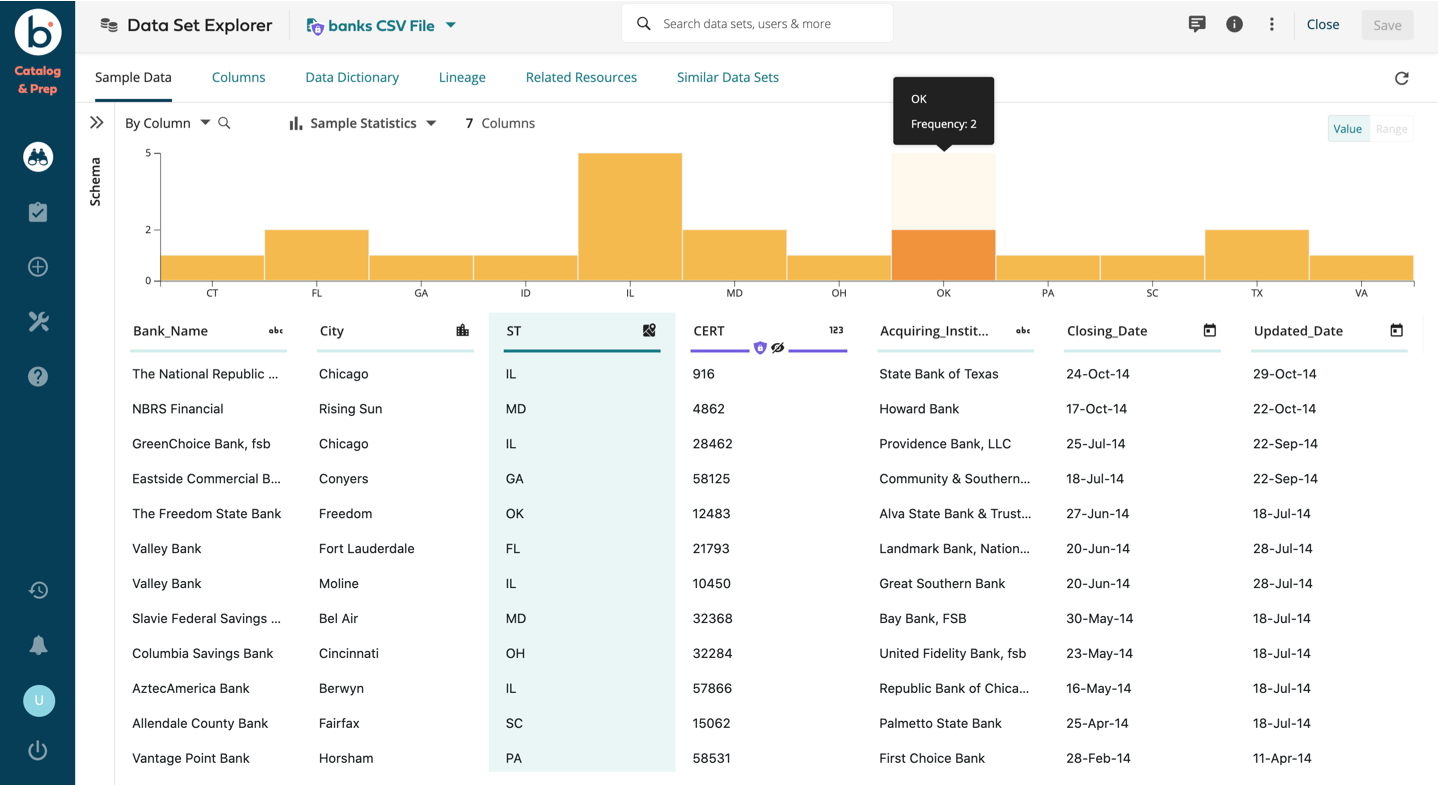 b Data Set Explorer banks CSV File Search data sets, users & more Close Save
Catalog
& Prep
Sample Data Columns Data Dictionary Lineage Related Resources Similar Data Sets
OK
Frequency: 2
By Column Sample Statistics 7 Columns Value Range
Schema
5
2
0
CT FL GA ID IL MD OH OK PA SC TX VA
Bank_Name abc City ST CERT 123 Acquiring_Instit... abc Closing_Date Updated_Date
The National Republic ... Chicago IL 916 State Bank of Texas 24-Oct-14 29-Oct-14
NBRS Financial Rising Sun MD 4862 Howard Bank 17-Oct-14 22-Oct-14
GreenChoice Bank, fsb Chicago IL 28462 Providence Bank, LLC 25-Jul-14 22-Sep-14
Eastside Commercial B... Conyers GA 58125 Community & Southern... 18-Jul-14 22-Sep-14
The Freedom State Bank Freedom OK 12483 Alva State Bank & Trust... 27-Jun-14 18-Jul-14
Valley Bank Fort Lauderdale FL 21793 Landmark Bank, Nation... 20-Jun-14 28-Jul-14
Valley Bank Moline IL 10450 Great Southern Bank 20-Jun-14 28-Jul-14
Slavie Federal Savings ... Bel Air MD 32368 Bay Bank, FSB 30-May-14 18-Jul-14
Columbia Savings Bank Cincinnati OH 32284 United Fidelity Bank, fsb 23-May-14 18-Jul-14
AztecAmerica Bank Berwyn IL 57866 Republic Bank of Chica... 16-May-14 18-Jul-14
U
Allendale County Bank Fairfax SC 15062 Palmetto State Bank 25-Apr-14 18-Jul-14
Vantage Point Bank Horsham PA 58531 First Choice Bank 28-Feb-14 11-Apr-14